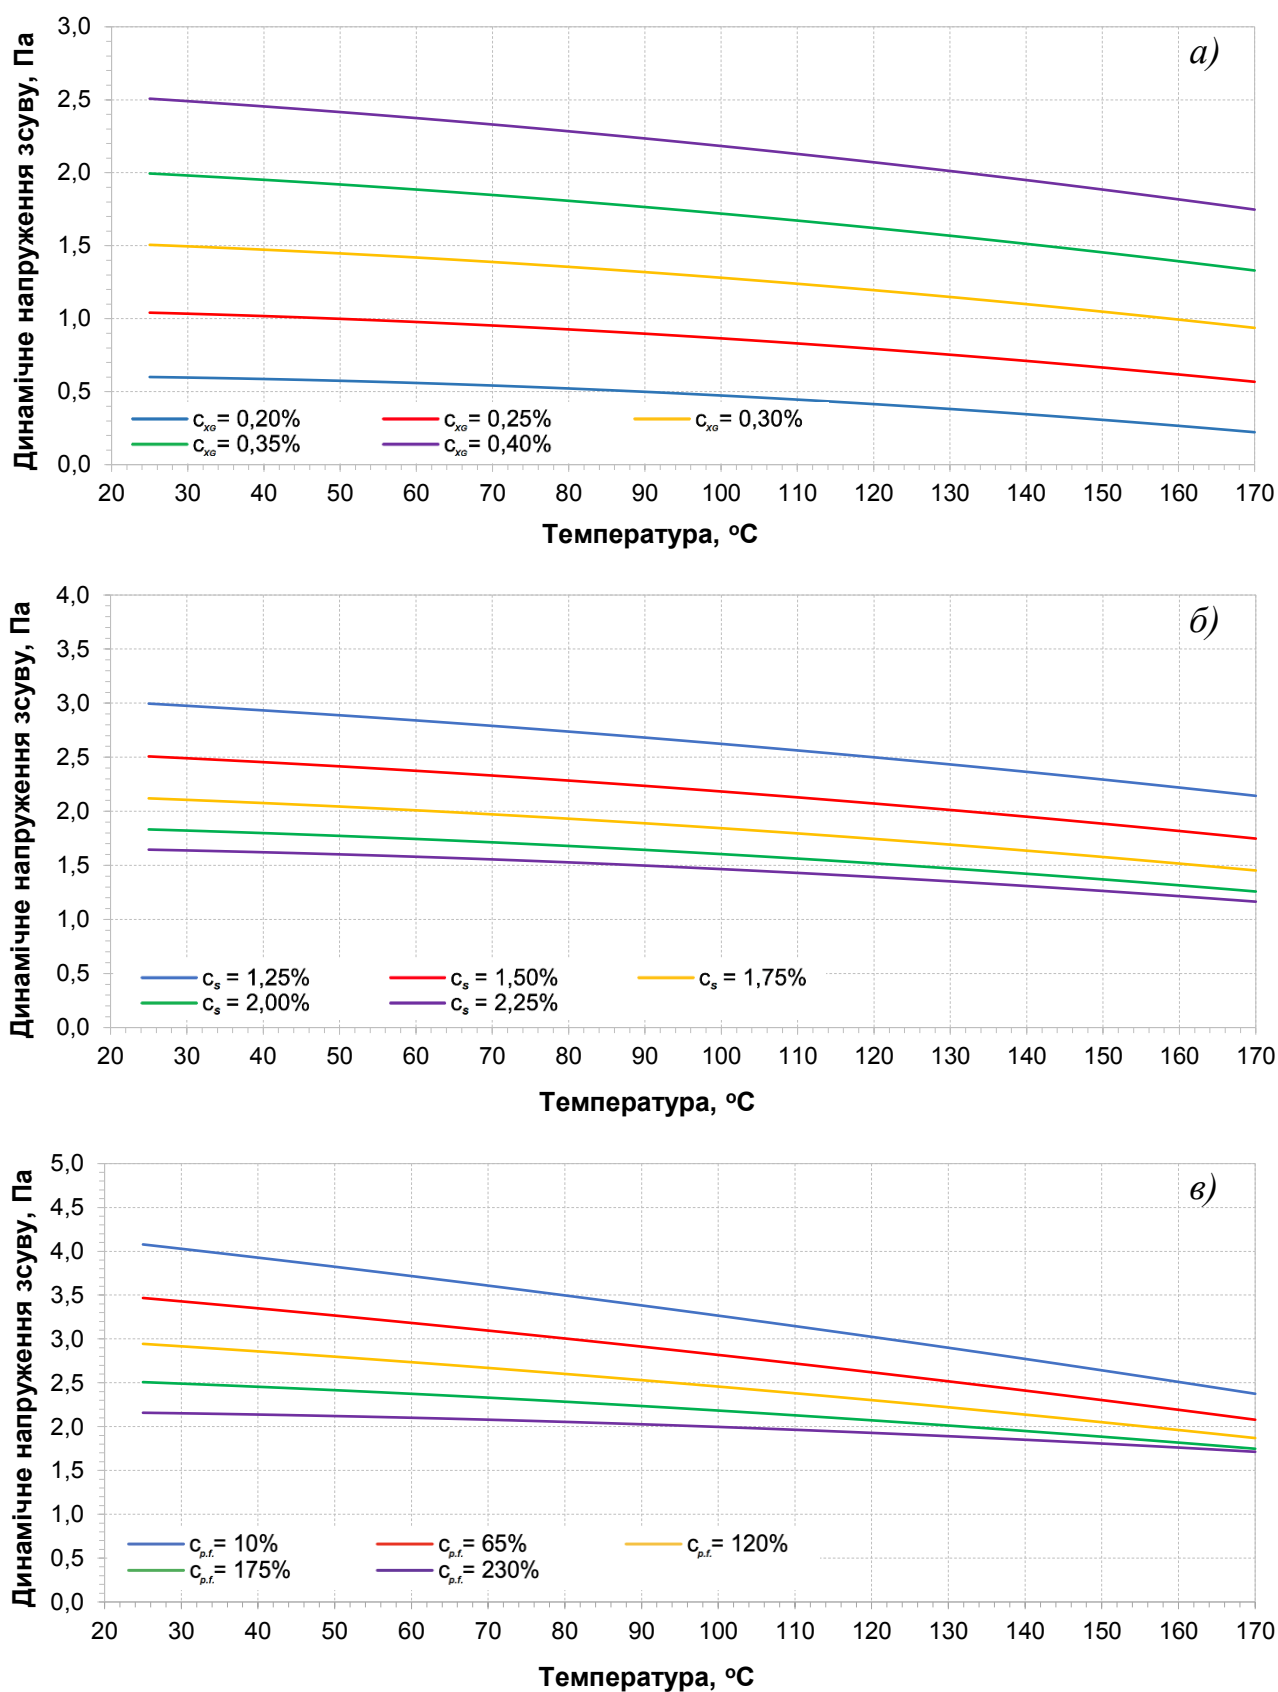 Динамічне напруження зсуву, Па
а)
3,0
2,5
2,0
1,5
1,0
0,5
0,0
c_XG= 0,20% c_XG= 0,25% c_XG= 0,30%
c_XG= 0,35% c_XG= 0,40%
20 30 40 50 60 70 80 90 100 110 120 130 140 150 160 170
Температура, ºС
Динамічне напруження зсуву, Па
б)
4,0
3,5
3,0
2,5
2,0
1,5
1,0
0,5
0,0
c_s = 1,25% c_s = 1,50% c_s = 1,75%
c_s = 2,00% c_s = 2,25%
20 30 40 50 60 70 80 90 100 110 120 130 140 150 160 170
Температура, ºС
Динамічне напруження зсуву, Па
в)
5,0
4,5
4,0
3,5
3,0
2,5
2,0
1,5
1,0
0,5
0,0
c_p.f.= 10% c_p.f.= 65% c_p.f.= 120%
c_p.f.= 175% c_p.f.= 230%
20 30 40 50 60 70 80 90 100 110 120 130 140 150 160 170
Температура, ºС